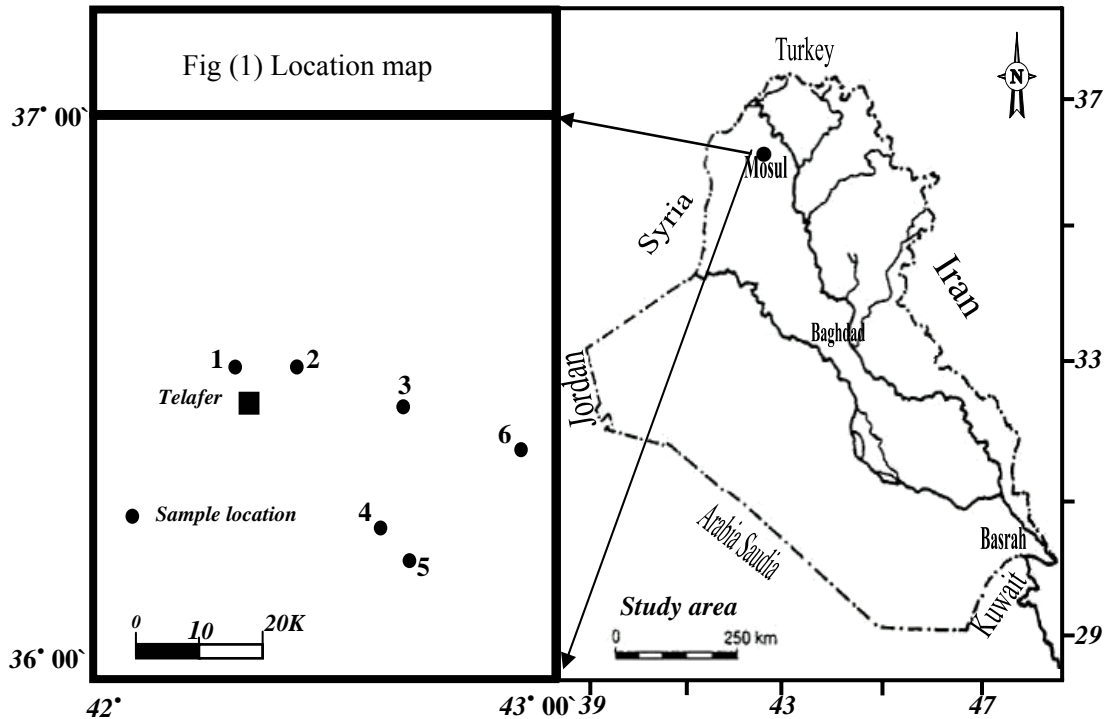 Fig (1) Location map
37° 00`
1
2
Telafer
3
6
Sample location
4
5
0
10
20K
36° 00`
42°
43° 00`
Turkey
N
37
Mosul
Syria
Iran
Baghdad
33
Jordan
Arabia Saudia
Basrah
Kuwait
Study area
0
250 km
29
39
43
47